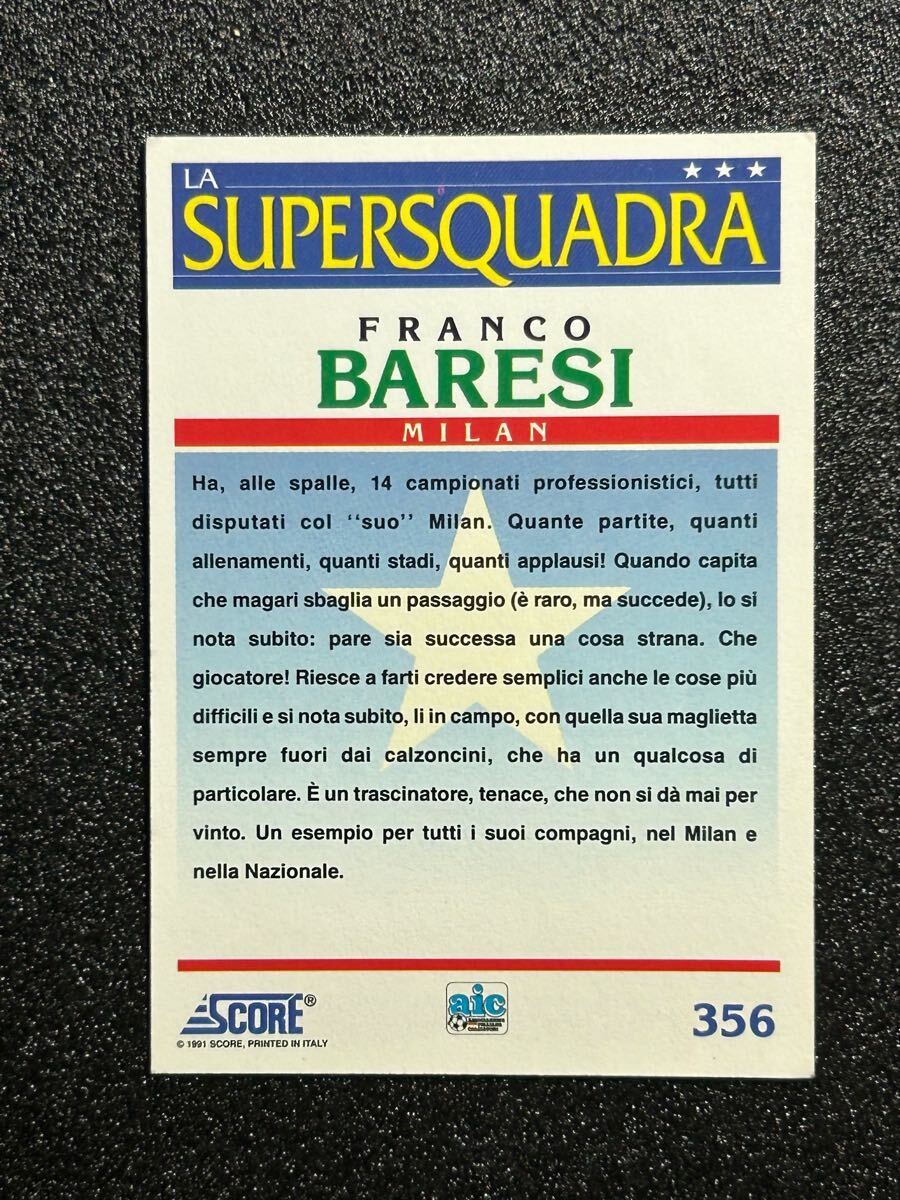 LA
SUPERSQUADRA
FRANCO
BARESI
MILAN
Ha, alle spalle, 14 campionati professionistici, tutti
disputati col ‘‘suo’’ Milan. Quante partite, quanti
allenamenti, quanti stadi, quanti applausi! Quando capita
che magari sbaglia un passaggio (è raro, ma succede), lo si
nota subito: pare sia successa una cosa strana. Che
giocatore! Riesce a farti credere semplici anche le cose più
difficili e si nota subito, li in campo, con quella sua maglietta
sempre fuori dai calzoncini, che ha un qualcosa di
particolare. È un trascinatore, tenace, che non si dà mai per
vinto. Un esempio per tutti i suoi compagni, nel Milan e
nella Nazionale.
SCORE®
© 1991 SCORE, PRINTED IN ITALY
aic
ASSOCIAZIONE
ITALIANA
CALCIATORI
356